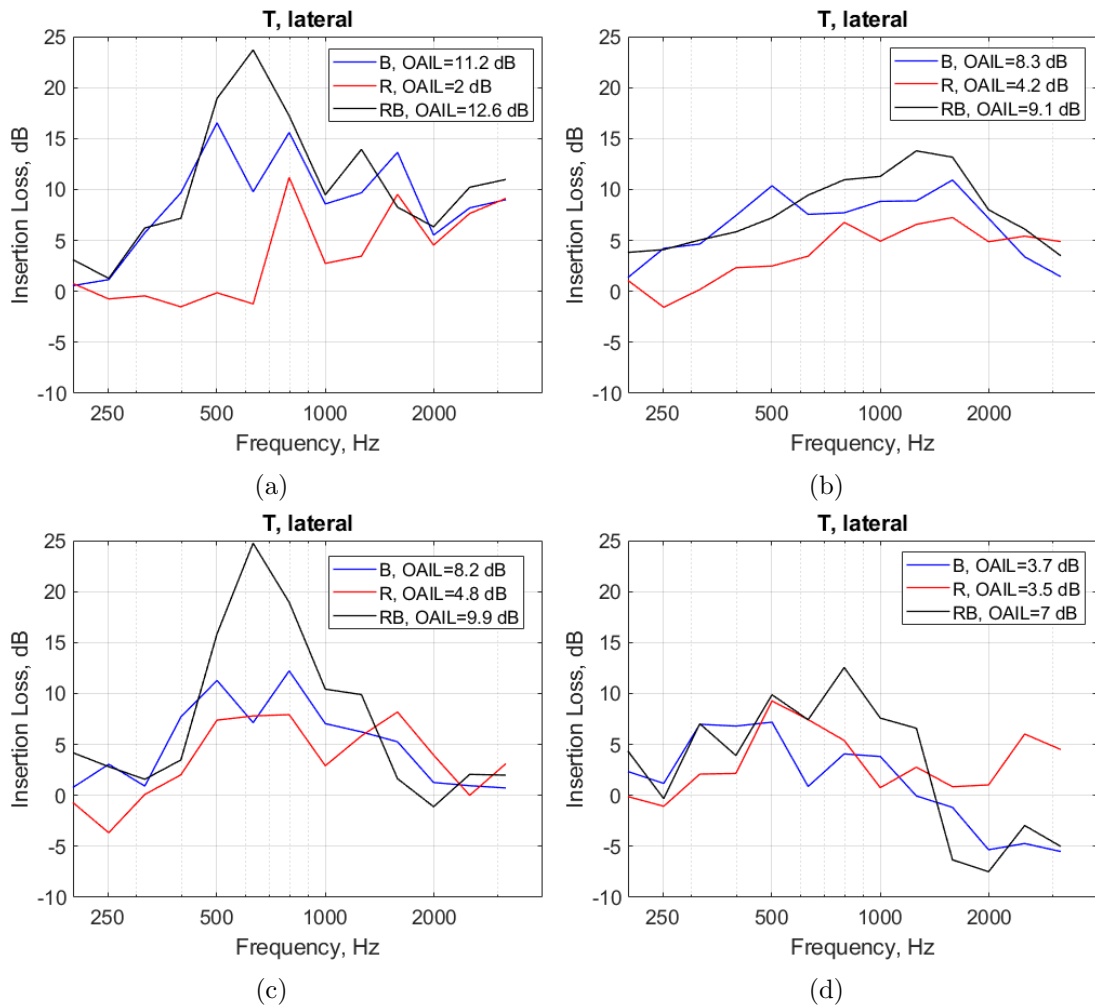 T, lateral
25
20
15
10
5
0
-5
-10
Insertion Loss, dB
B, OAIL=11.2 dB
R, OAIL=2 dB
RB, OAIL=12.6 dB
250 500 1000 2000
Frequency, Hz
(a)
T, lateral
25
20
15
10
5
0
-5
-10
Insertion Loss, dB
B, OAIL=8.3 dB
R, OAIL=4.2 dB
RB, OAIL=9.1 dB
250 500 1000 2000
Frequency, Hz
(b)
T, lateral
25
20
15
10
5
0
-5
-10
Insertion Loss, dB
B, OAIL=8.2 dB
R, OAIL=4.8 dB
RB, OAIL=9.9 dB
250 500 1000 2000
Frequency, Hz
(c)
T, lateral
25
20
15
10
5
0
-5
-10
Insertion Loss, dB
B, OAIL=3.7 dB
R, OAIL=3.5 dB
RB, OAIL=7 dB
250 500 1000 2000
Frequency, Hz
(d)